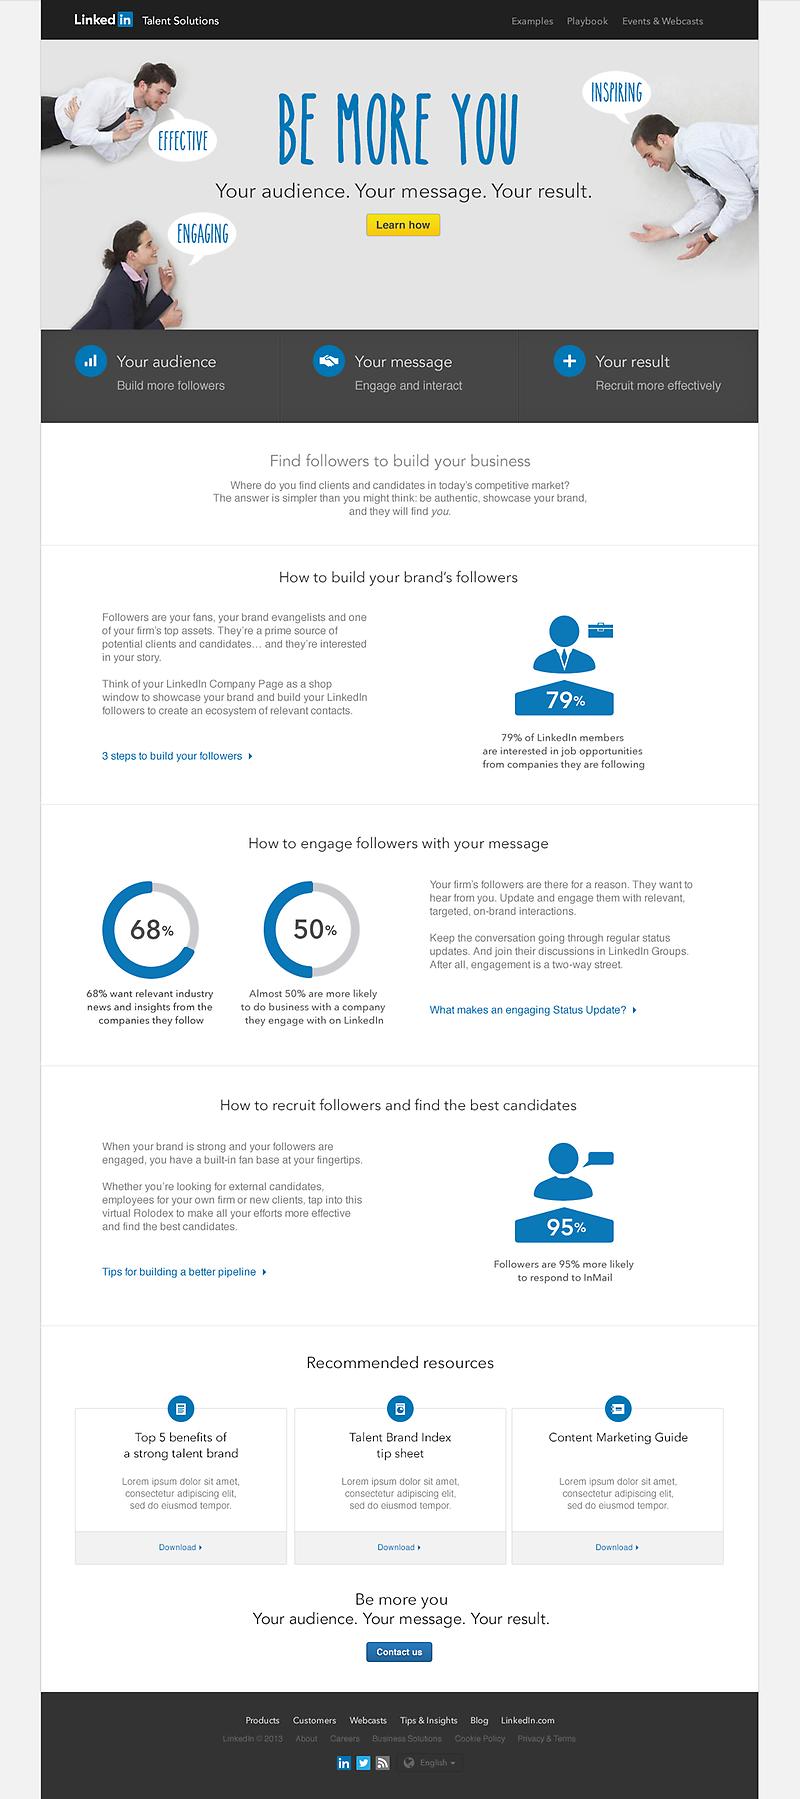 Linked in Talent Solutions
Examples Playbook Events & Webcasts
INSPIRING
BE MORE YOU
EFFECTIVE
Your audience. Your message. Your result.
Learn how
ENGAGING
Your audience
Build more followers
Your message
Engage and interact
Your result
Recruit more effectively
Find followers to build your business
Where do you find clients and candidates in today's competitive market?
The answer is simpler than you might think: be authentic, showcase your brand,
and they will find you.
How to build your brand's followers
Followers are your fans, your brand evangelists and one
of your firm's top assets. They're a prime source of
potential clients and candidates... and they're interested
in your story.
Think of your LinkedIn Company Page as a shop
window to showcase your brand and build your LinkedIn
followers to create an ecosystem of relevant contacts.
3 steps to build your followers
79%
79% of LinkedIn members
are interested in job opportunities
from companies they are following
How to engage followers with your message
68%
68% want relevant industry
news and insights from the
companies they follow
50%
Almost 50% are more likely
to do business with a company
they engage with on LinkedIn
Your firm's followers are there for a reason. They want to
hear from you. Update and engage them with relevant,
targeted, on-brand interactions.
Keep the conversation going through regular status
updates. And join their discussions in LinkedIn Groups.
After all, engagement is a two-way street.
What makes an engaging Status Update?
How to recruit followers and find the best candidates
When your brand is strong and your followers are
engaged, you have a built-in fan base at your fingertips.
Whether you're looking for external candidates,
employees for your own firm or new clients, tap into this
virtual Rolodex to make all your efforts more effective
and find the best candidates.
Tips for building a better pipeline
95%
Followers are 95% more likely
to respond to InMail
Recommended resources
Top 5 benefits of
a strong talent brand
Lorem ipsum dolor sit amet,
consectetur adipiscing elit,
sed do eiusmod tempor.
Download
Talent Brand Index
tip sheet
Lorem ipsum dolor sit amet,
consectetur adipiscing elit,
sed do eiusmod tempor.
Download
Content Marketing Guide
Lorem ipsum dolor sit amet,
consectetur adipiscing elit,
sed do eiusmod tempor.
Download
Be more you
Your audience. Your message. Your result.
Contact us
Products Customers Webcasts Tips & Insights Blog LinkedIn.com
LinkedIn © 2013 About Careers Business Solutions Cookie Policy Privacy & Terms
in English